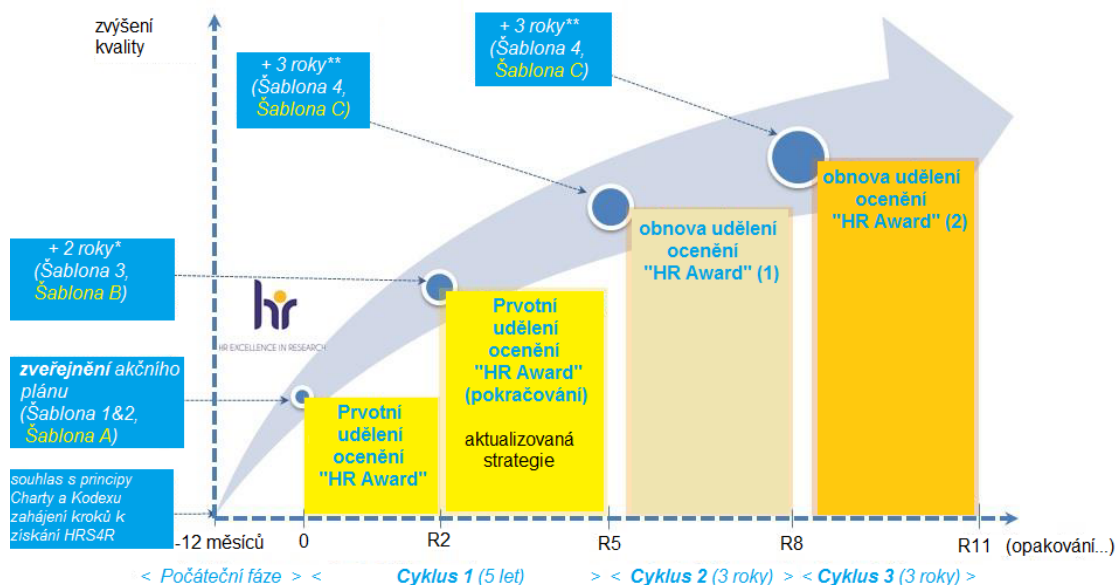 zvýšení
kvality
+ 3 roky**
(Šablona 4,
Šablona C)
+ 3 roky**
(Šablona 4,
Šablona C)
+ 2 roky*
(Šablona 3,
Šablona B)
hr
HR EXCELLENCE IN RESEARCH
zveřejnění akčního
plánu
(Šablona 1&2,
Šablona A)
souhlas s principy
Charty a Kodexu
zahájení kroků k
získání HRS4R
Prvotní
udělení
ocenění
"HR Award"
Prvotní
udělení
ocenění
"HR Award"
(pokračování)
aktualizovaná
strategie
obnova udělení
ocenění
"HR Award" (1)
obnova udělení
ocenění
"HR Award" (2)
-12 měsíců 0 R2 R5 R8 R11 (opakování...)
< Počáteční fáze > < Cyklus 1 (5 let) > < Cyklus 2 (3 roky) > < Cyklus 3 (3 roky) >